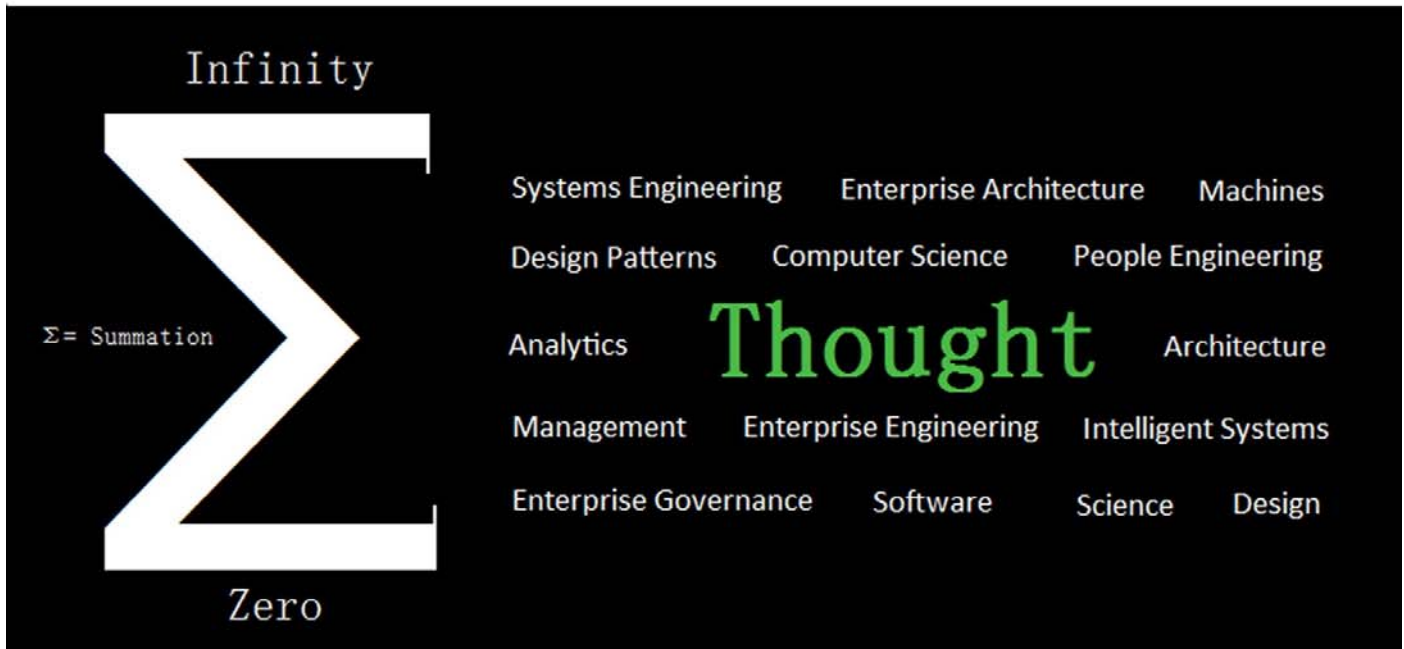 Infinity
Systems Engineering Enterprise Architecture Machines
Design Patterns Computer Science People Engineering
Σ= Summation
Analytics Thought Architecture
Management Enterprise Engineering Intelligent Systems
Enterprise Governance Software Science Design
Zero